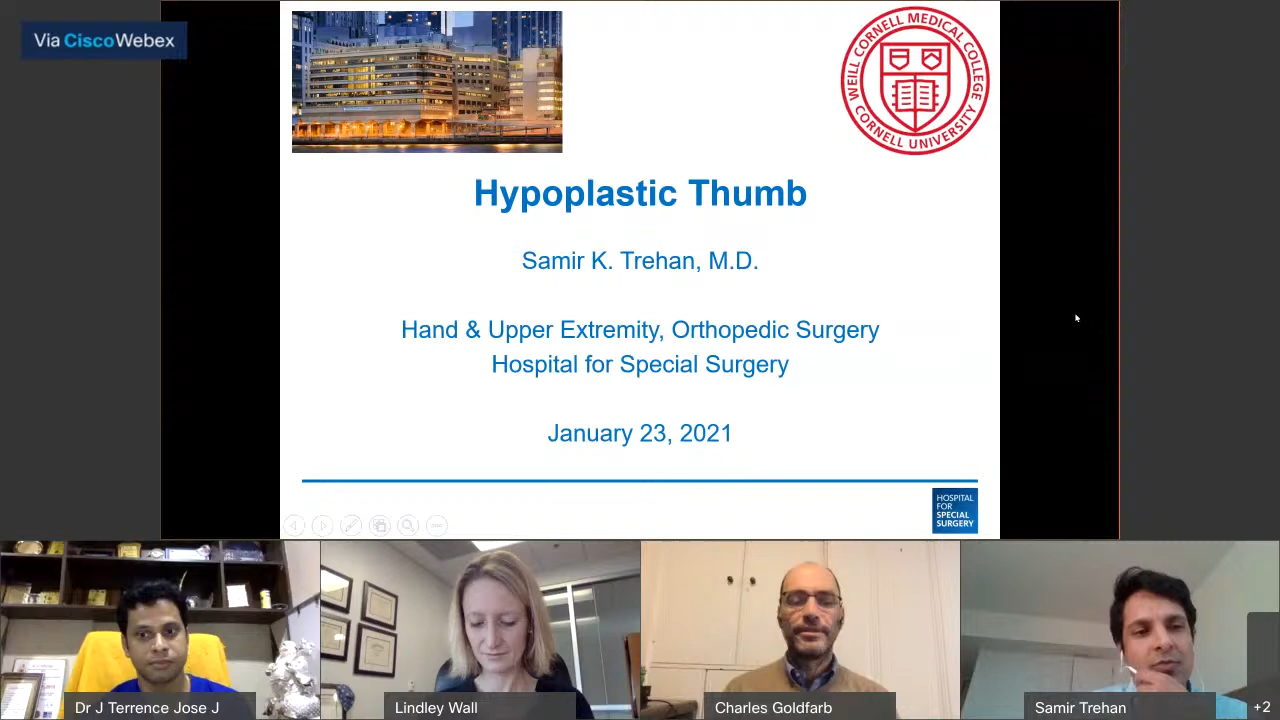 Via CiscoWebex
WEILL CORNELL MEDICAL COLLEGE
CORNELL UNIVERSITY
Hypoplastic Thumb
Samir K. Trehan, M.D.
Hand & Upper Extremity, Orthopedic Surgery
Hospital for Special Surgery
January 23, 2021
HOSPITAL
FOR
SPECIAL
SURGERY
Dr J Terrence Jose J
Lindley Wall
Charles Goldfarb
Samir Trehan
+2